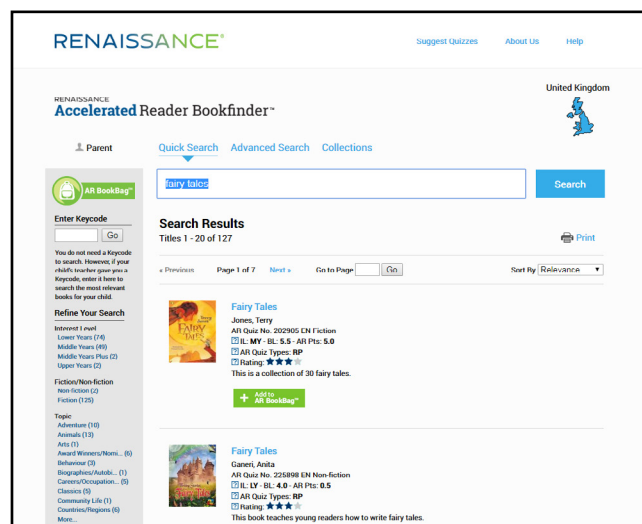 RENAISSANCE®
Suggest Quizzes About Us Help
United Kingdom
RENAISSANCE
Accelerated Reader Bookfinder™
Parent
Quick Search Advanced Search Collections
AR BookBag™
fairy tales
Search
Enter Keycode
Go
You do not need a Keycode
to search. However, if your
child's teacher gave you a
Keycode, enter it here to
search the most relevant
books for your child.
Refine Your Search
Interest Level
Lower Years (74)
Middle Years (49)
Middle Years Plus (2)
Upper Years (2)
Fiction/Non-fiction
Non-fiction (2)
Fiction (125)
Topic
Adventure (10)
Animals (13)
Arts (1)
Award Winners/Nomi... (6)
Behaviour (3)
Biographies/Autobi... (1)
Careers/Occupation... (5)
Classics (5)
Community Life (1)
Countries/Regions (6)
More...
Search Results
Titles 1 - 20 of 127
Print
« Previous Page 1 of 7 Next » Go to Page Go Sort By Relevance
Terry
Jones
FAIRY
TALES
Fairy Tales
Jones, Terry
AR Quiz No. 202905 EN Fiction
? IL: MY - BL: 5.5 - AR Pts: 5.0
? AR Quiz Types: RP
? Rating:
This is a collection of 30 fairy tales.
+ Add to
AR BookBag™
Fairy Tales
Fairy Tales
Ganeri, Anita
AR Quiz No. 225898 EN Non-fiction
? IL: LY - BL: 4.0 - AR Pts: 0.5
? AR Quiz Types: RP
? Rating:
This book teaches young readers how to write fairy tales.